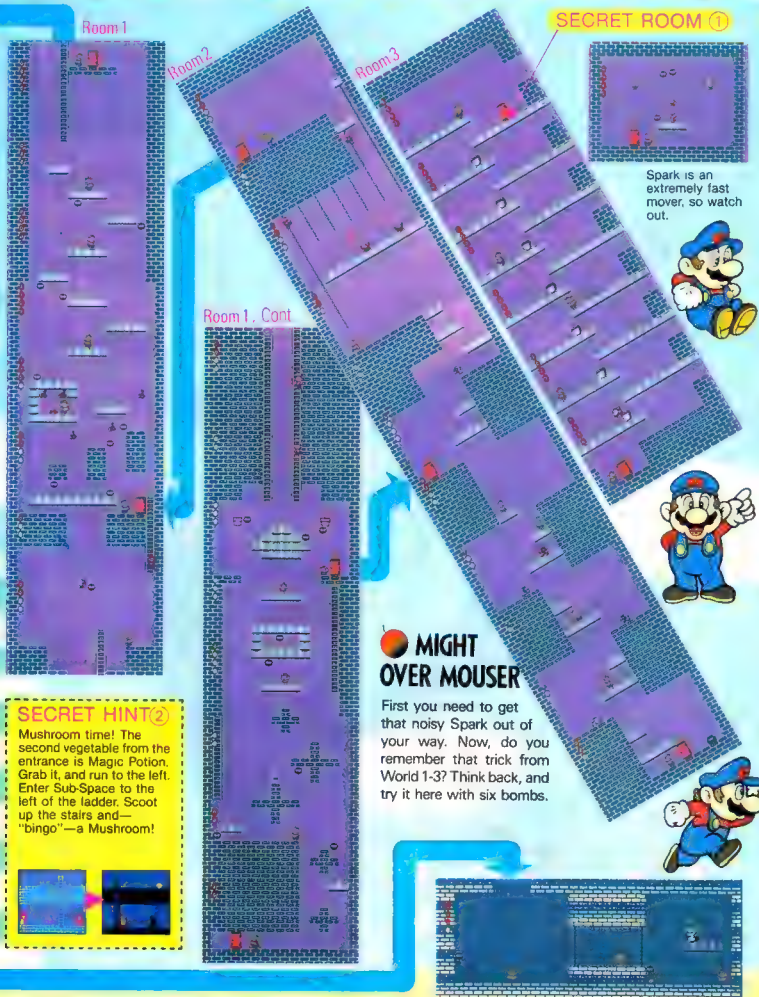 Room 1
Room 2
Room 3
SECRET ROOM ①
Spark is an
extremely fast
mover, so watch
out.
Room 1, Cont
MIGHT
OVER MOUSER
First you need to get
that noisy Spark out of
your way. Now, do you
remember that trick from
World 1-3? Think back, and
try it here with six bombs.
SECRET HINT②
Mushroom time! The
second vegetable from the
entrance is Magic Potion.
Grab it, and run to the left.
Enter Sub-Space to the
left of the ladder. Scoot
up the stairs and—
"bingo"—a Mushroom!